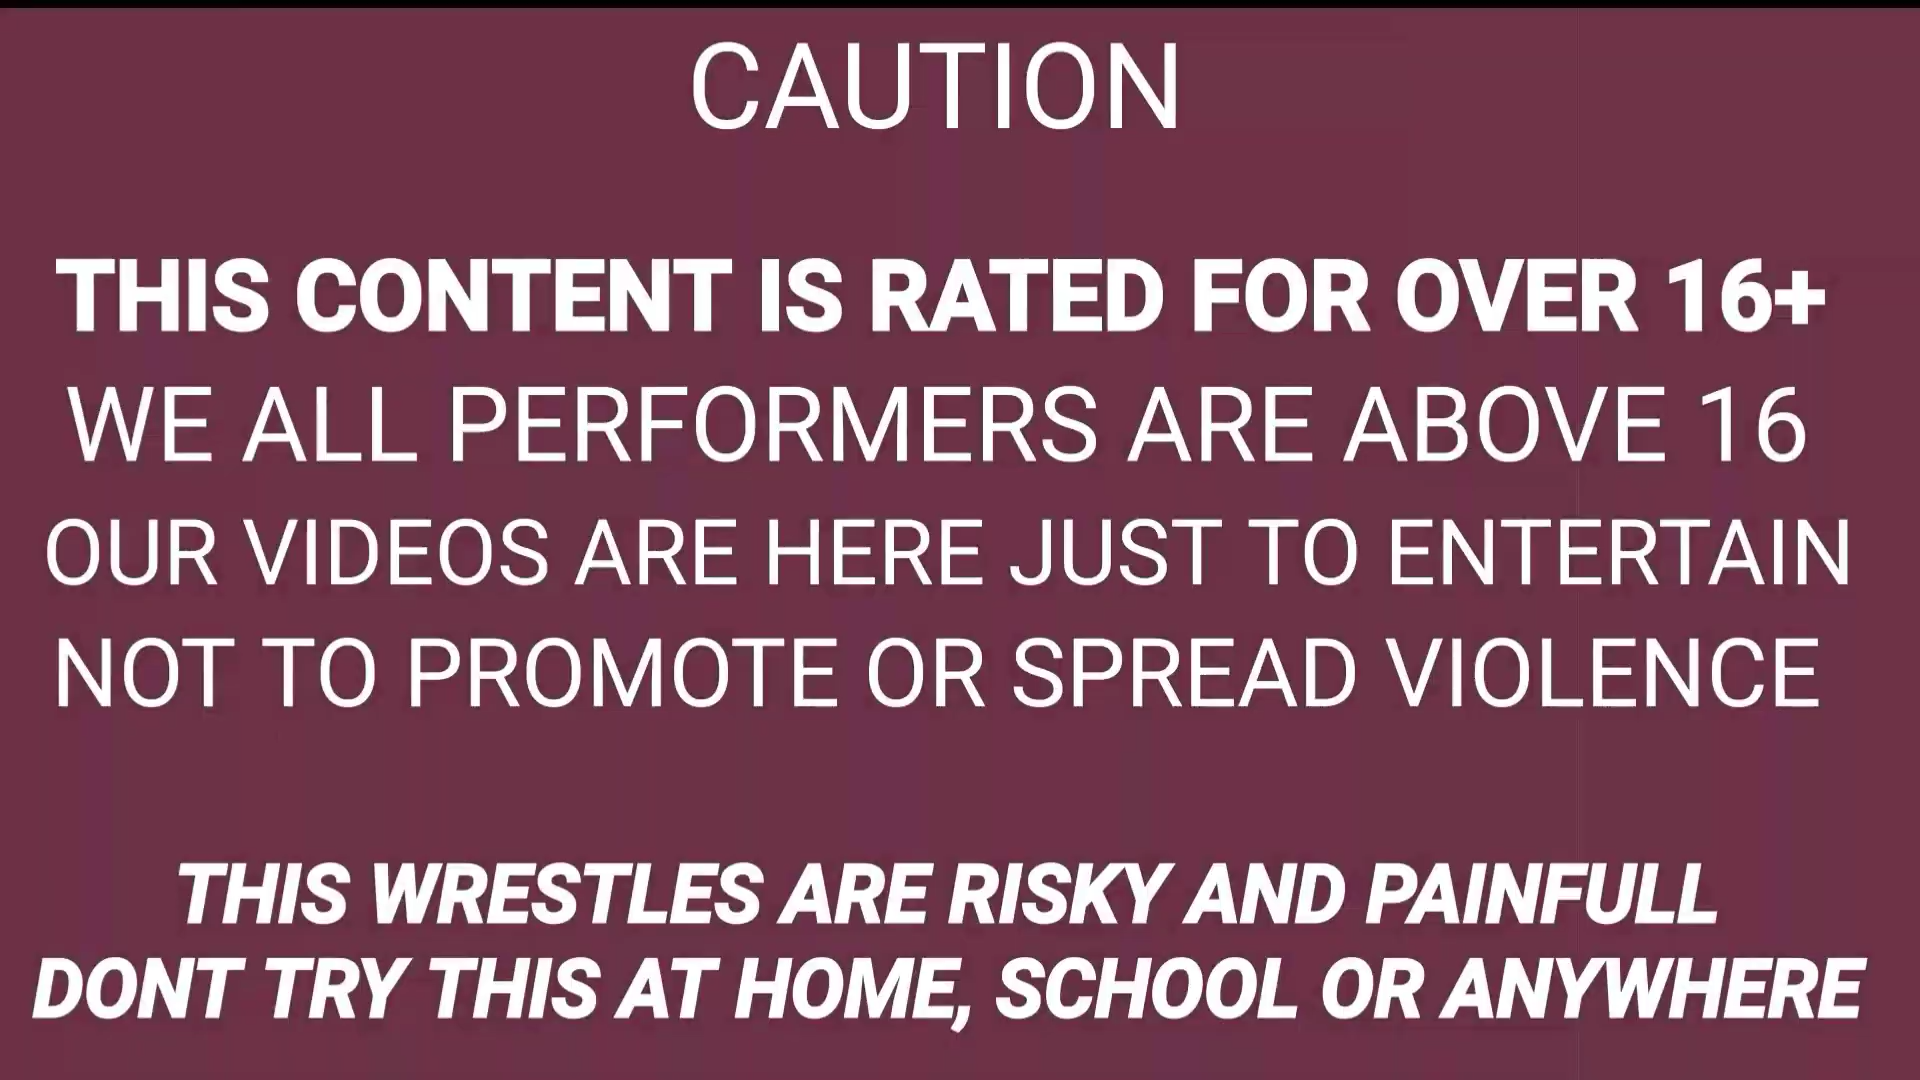 CAUTION
THIS CONTENT IS RATED FOR OVER 16+
WE ALL PERFORMERS ARE ABOVE 16
OUR VIDEOS ARE HERE JUST TO ENTERTAIN
NOT TO PROMOTE OR SPREAD VIOLENCE
THIS WRESTLES ARE RISKY AND PAINFULL
DONT TRY THIS AT HOME, SCHOOL OR ANYWHERE